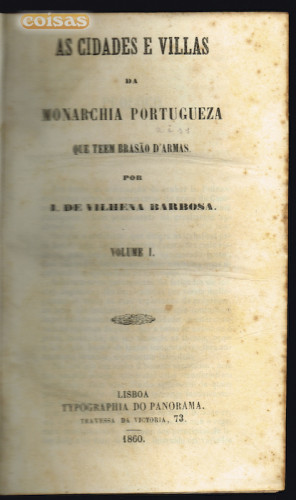 coisas
AS CIDADES E VILLAS
DA
MONARCHIA PORTUGUEZA
QUE TEEM BRASÃO D'ARMAS.
POR
I. DE VILHENA BARBOSA.
VOLUME I.
LISBOA
TYPOGRAPHIA DO PANORAMA.
TRAVESSA DA VICTORIA, 73.
1860.